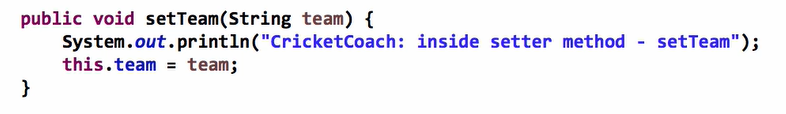 public void setTeam(String team) {
    System.out.println("CricketCoach: inside setter method - setTeam");
    this.team = team;
}